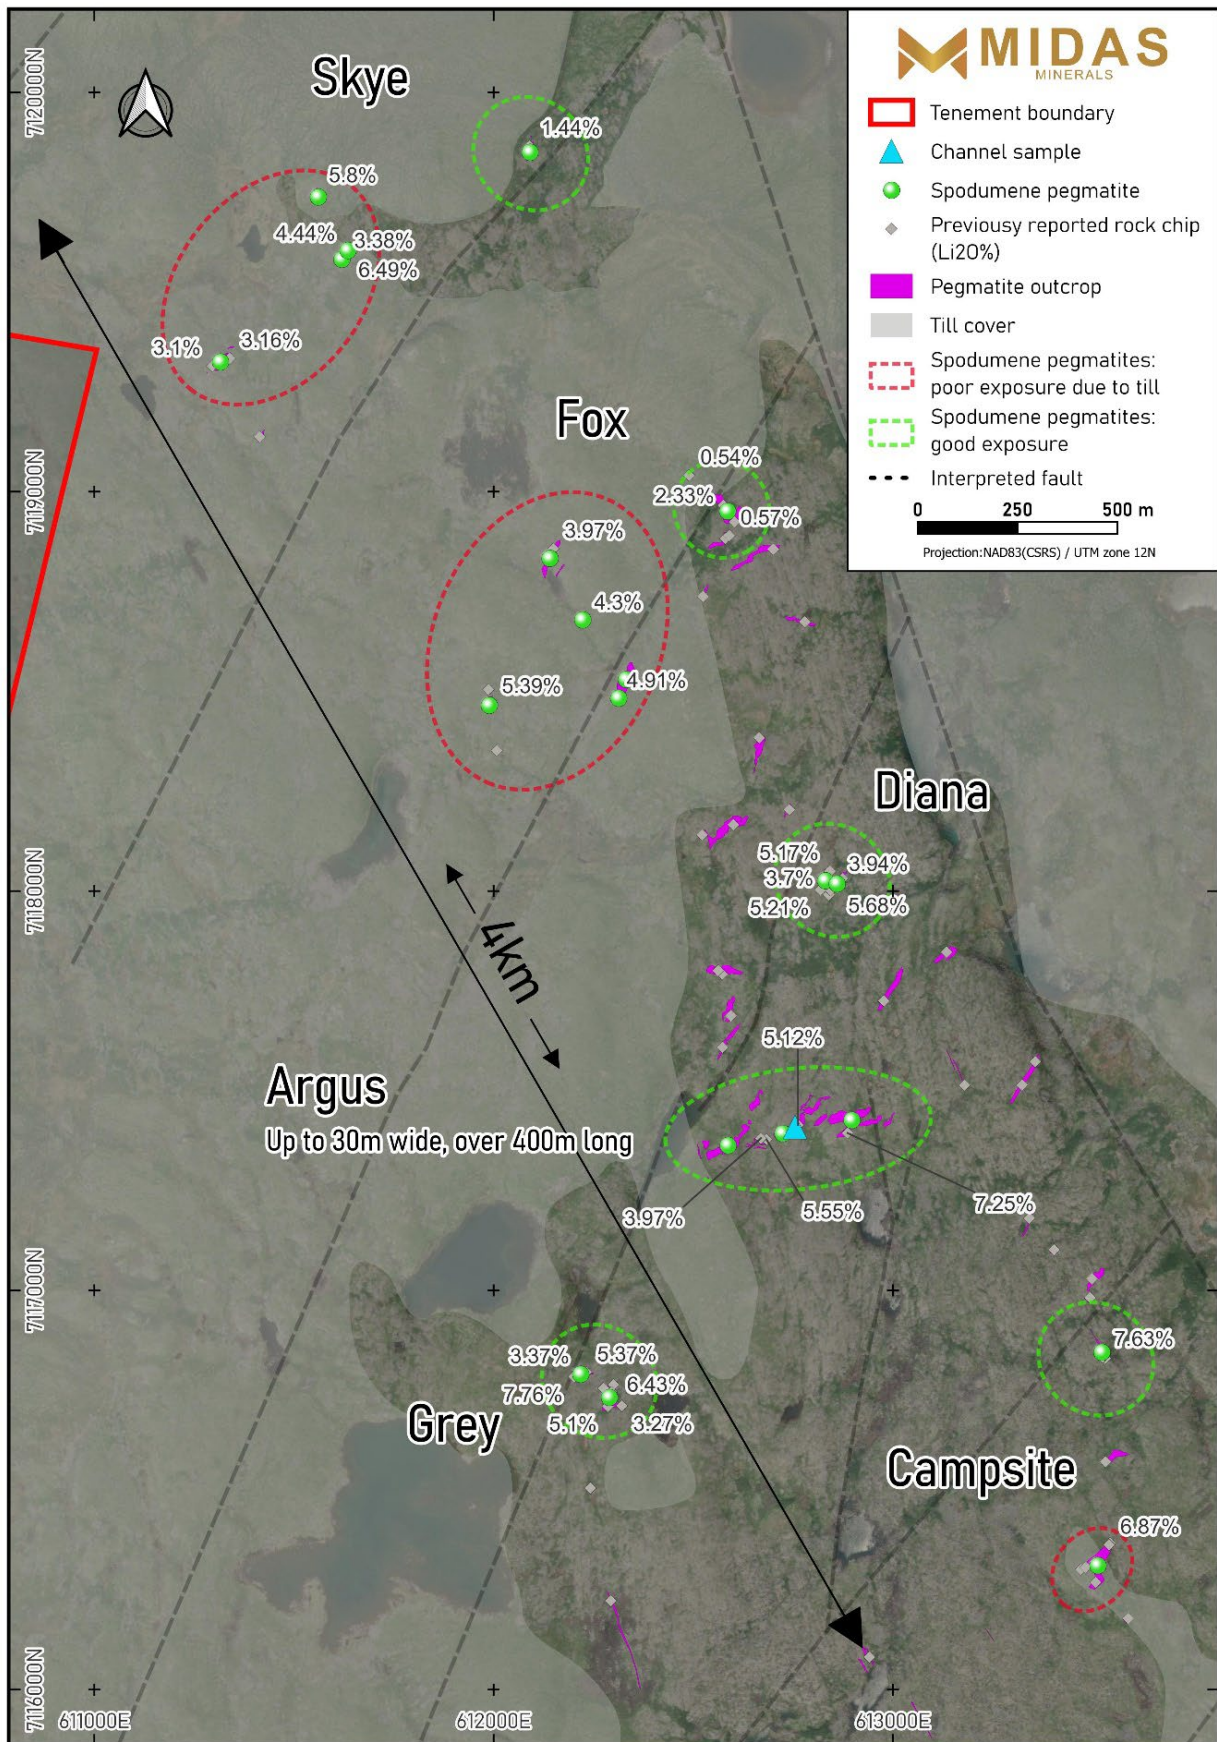 MIDAS
MINERALS
Tenement boundary
Channel sample
Spodumene pegmatite
Previousy reported rock chip
(Li20%)
Pegmatite outcrop
Till cover
Spodumene pegmatites:
poor exposure due to till
Spodumene pegmatites:
good exposure
Interpreted fault
0 250 500 m
Projection:NAD83(CSRS) / UTM zone 12N
7120000N
Skye
1.44%
5.8%
4.44%
3.38%
6.49%
3.1%
3.16%
Fox
7119000N
0.54%
2.33%
0.57%
3.97%
4.3%
4.91%
5.39%
Diana
7118000N
5.17%
3.94%
3.7%
5.21%
5.68%
4km
5.12%
Argus
Up to 30m wide, over 400m long
3.97%
5.55%
7.25%
7117000N
3.37%
5.37%
7.76%
6.43%
5.1%
3.27%
Grey
7.63%
Campsite
6.87%
7116000N
611000E
612000E
613000E